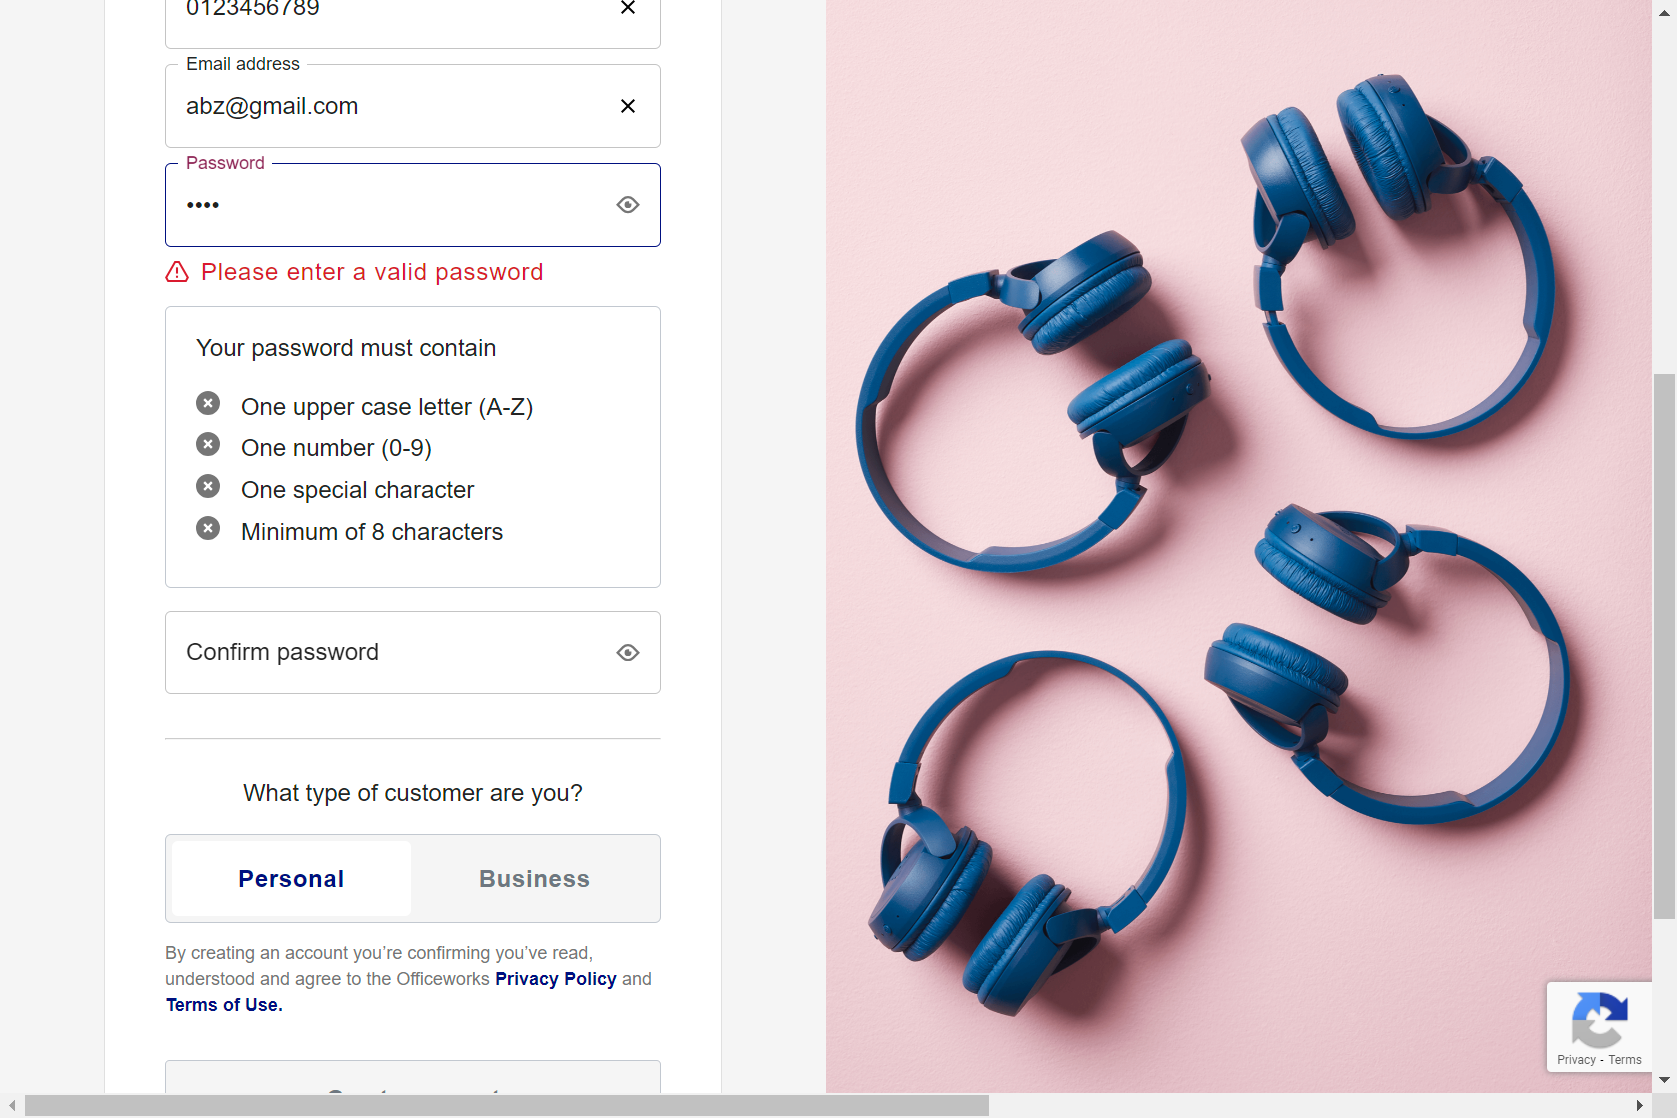 0123456789
Email address
abz@gmail.com
Password
••••
Please enter a valid password
Your password must contain
One upper case letter (A-Z)
One number (0-9)
One special character
Minimum of 8 characters
Confirm password
What type of customer are you?
Personal
Business
By creating an account you’re confirming you’ve read,
understood and agree to the Officeworks Privacy Policy and
Terms of Use.
Privacy - Terms